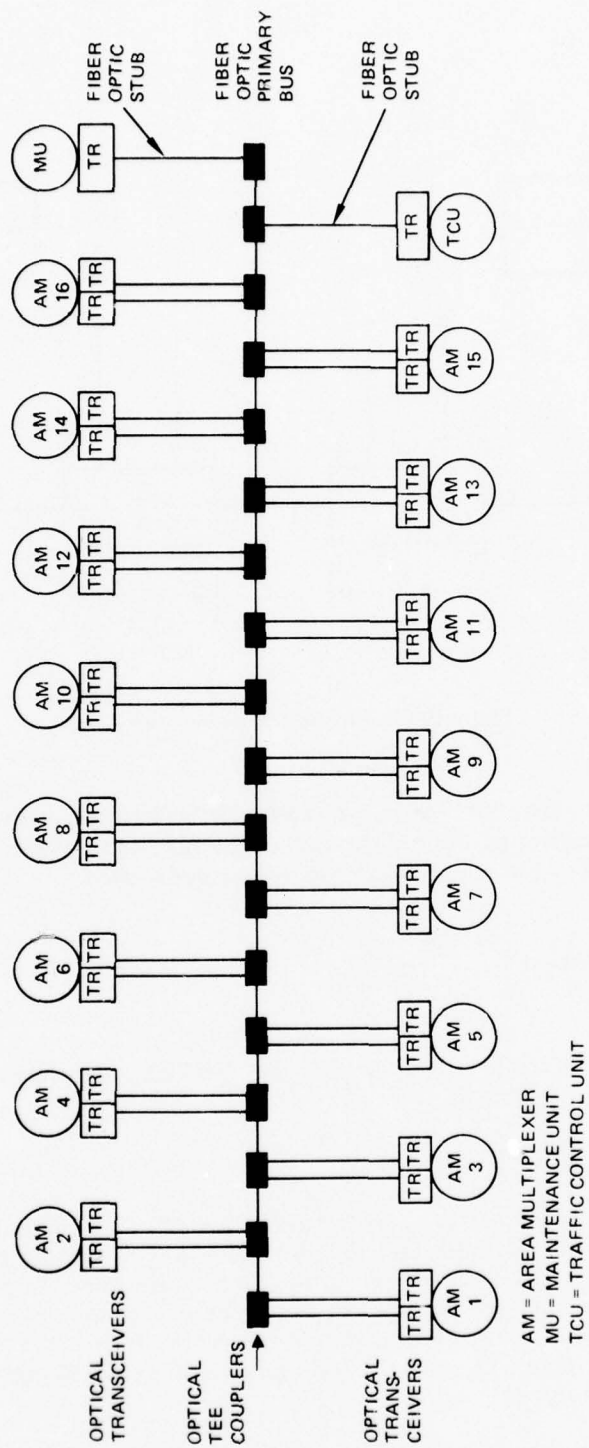 MU
TR
FIBER
OPTIC
STUB
AM
16
TR TR
AM
14
TR TR
AM
12
TR TR
AM
10
TR TR
AM
8
TR TR
AM
6
TR TR
AM
4
TR TR
AM
2
TR TR
OPTICAL
TRANSCEIVERS
FIBER
OPTIC
PRIMARY
BUS
OPTICAL
TEE
COUPLERS
FIBER
OPTIC
STUB
TR
TCU
TR TR
AM
15
TR TR
AM
13
TR TR
AM
11
TR TR
AM
9
TR TR
AM
7
TR TR
AM
5
TR TR
AM
3
TR TR
AM
1
OPTICAL
TRANS-
CEIVERS
AM = AREA MULTIPLEXER
MU = MAINTENANCE UNIT
TCU = TRAFFIC CONTROL UNIT